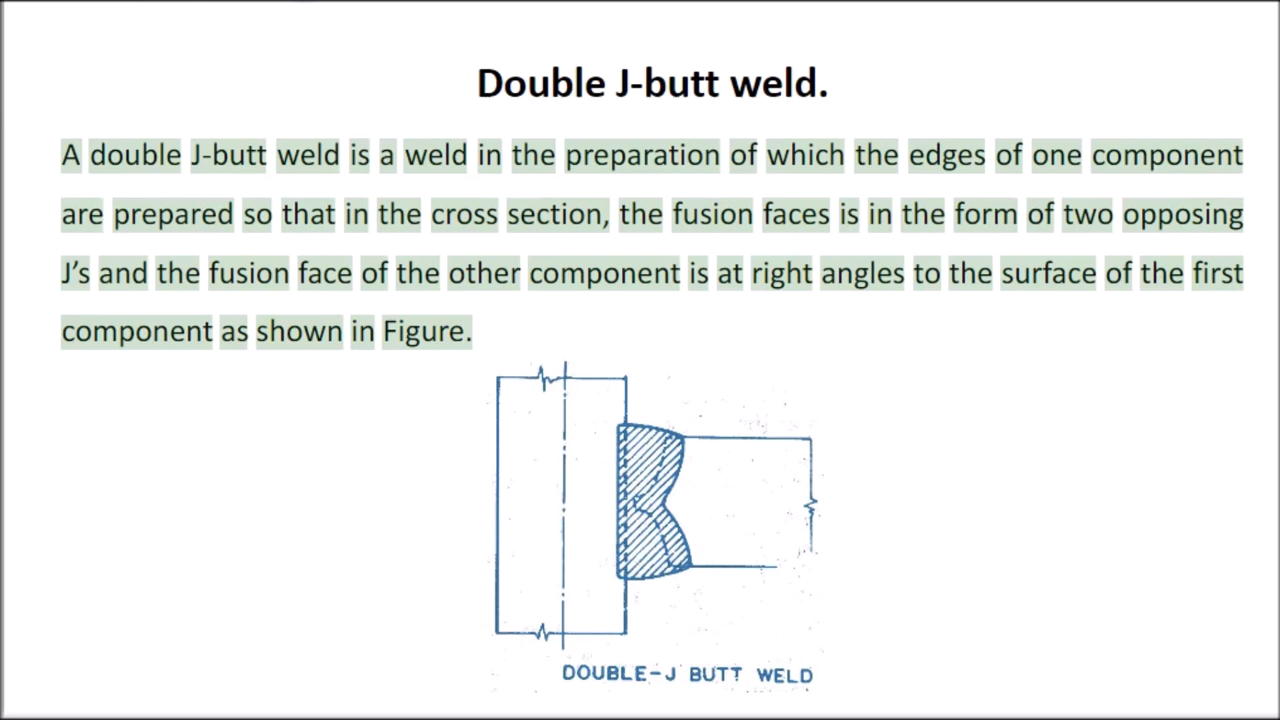 Double J-butt weld.
A double J-butt weld is a weld in the preparation of which the edges of one component
are prepared so that in the cross section, the fusion faces is in the form of two opposing
J’s and the fusion face of the other component is at right angles to the surface of the first
component as shown in Figure.
DOUBLE-J BUTT WELD